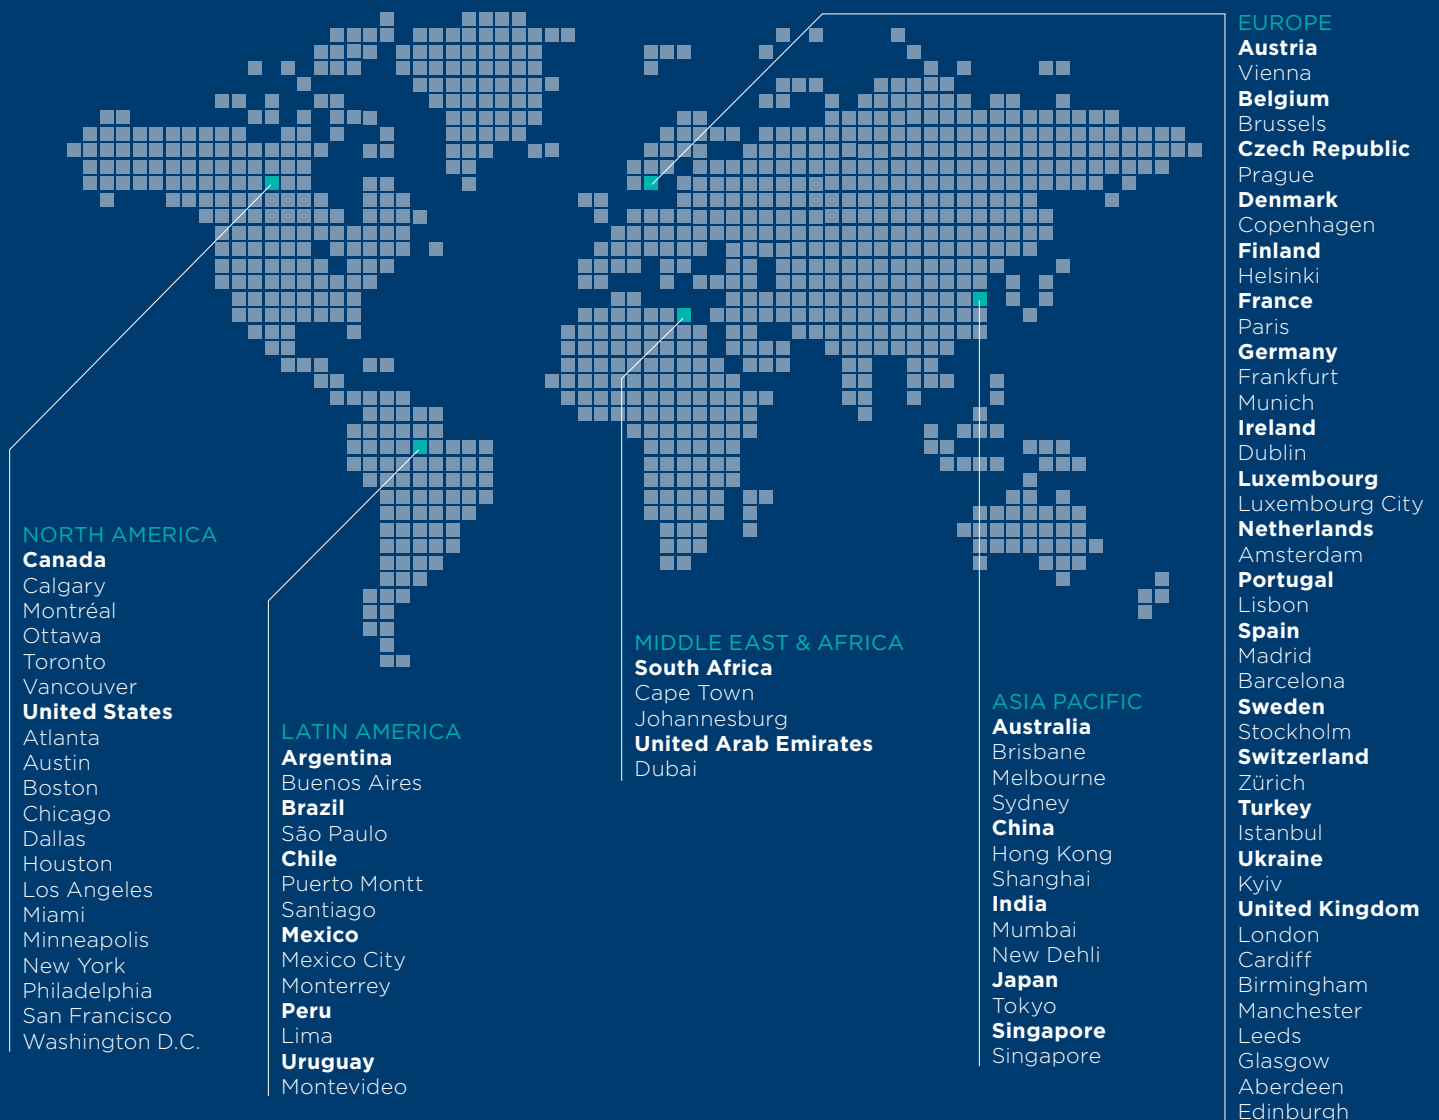 NORTH AMERICA
Canada
Calgary
Montréal
Ottawa
Toronto
Vancouver
United States
Atlanta
Austin
Boston
Chicago
Dallas
Houston
Los Angeles
Miami
Minneapolis
New York
Philadelphia
San Francisco
Washington D.C.
LATIN AMERICA
Argentina
Buenos Aires
Brazil
São Paulo
Chile
Puerto Montt
Santiago
Mexico
Mexico City
Monterrey
Peru
Lima
Uruguay
Montevideo
MIDDLE EAST & AFRICA
South Africa
Cape Town
Johannesburg
United Arab Emirates
Dubai
ASIA PACIFIC
Australia
Brisbane
Melbourne
Sydney
China
Hong Kong
Shanghai
India
Mumbai
New Dehli
Japan
Tokyo
Singapore
Singapore
EUROPE
Austria
Vienna
Belgium
Brussels
Czech Republic
Prague
Denmark
Copenhagen
Finland
Helsinki
France
Paris
Germany
Frankfurt
Munich
Ireland
Dublin
Luxembourg
Luxembourg City
Netherlands
Amsterdam
Portugal
Lisbon
Spain
Madrid
Barcelona
Sweden
Stockholm
Switzerland
Zürich
Turkey
Istanbul
Ukraine
Kyiv
United Kingdom
London
Cardiff
Birmingham
Manchester
Leeds
Glasgow
Aberdeen
Edinburgh